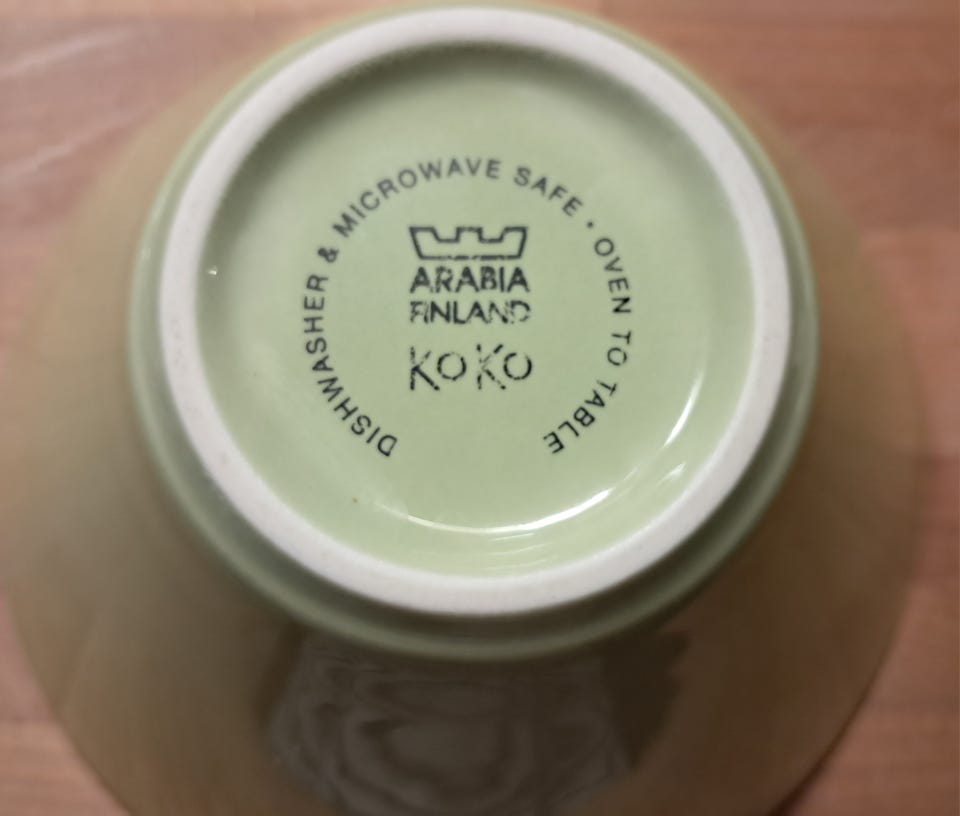 DISHWASHER & MICROWAVE SAFE · OVEN TO TABLE
ARABIA
FINLAND
KOKO